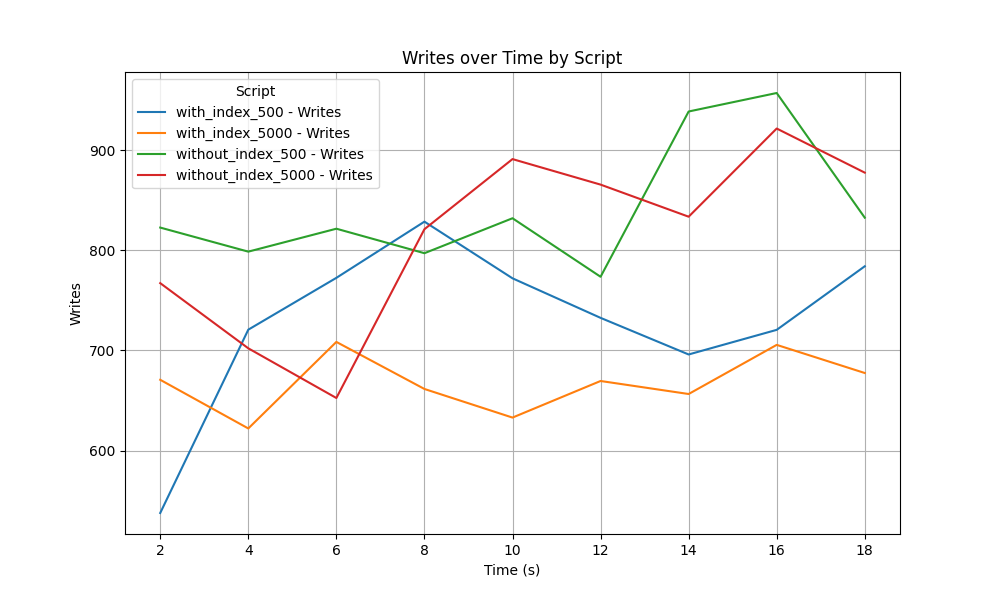 Writes over Time by Script
Script
with_index_500 - Writes
with_index_5000 - Writes
without_index_500 - Writes
without_index_5000 - Writes
Writes
900
800
700
600
2 4 6 8 10 12 14 16 18
Time (s)